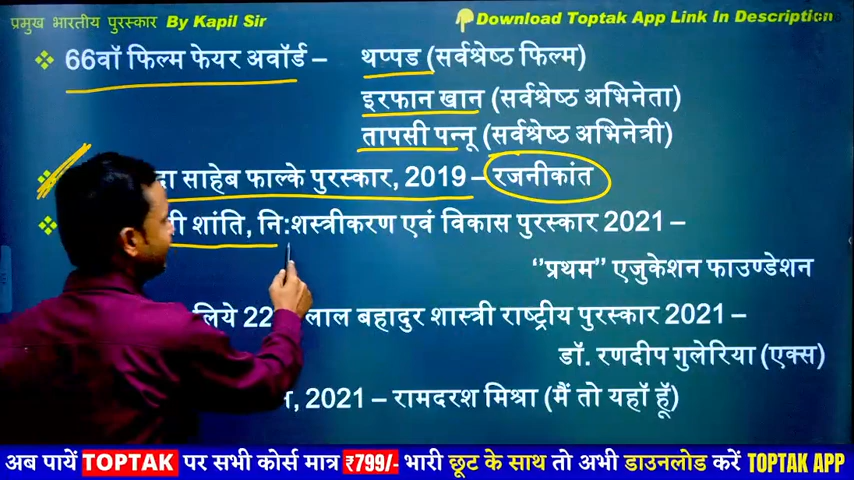 प्रमुख भारतीय पुरस्कार By Kapil Sir
Download Toptak App Link In Description
66वॉ फिल्म फेयर अवॉर्ड – थप्पड (सर्वश्रेष्ठ फिल्म)
इरफान खान (सर्वश्रेष्ठ अभिनेता)
तापसी पन्नू (सर्वश्रेष्ठ अभिनेत्री)
साहेब फाल्के पुरस्कार, 2019 – रजनीकांत
शांति, नि:शस्त्रीकरण एवं विकास पुरस्कार 2021 –
‘‘प्रथम’’ एजुकेशन फाउण्डेशन
लिये 22 लाल बहादुर शास्त्री राष्ट्रीय पुरस्कार 2021 –
डॉ. रणदीप गुलेरिया (एक्स)
, 2021 – रामदरश मिश्रा (मैं तो यहॉ हूॅ)
अब पायें TOPTAK पर सभी कोर्स मात्र ₹799/- भारी छूट के साथ तो अभी डाउनलोड करें TOPTAK APP